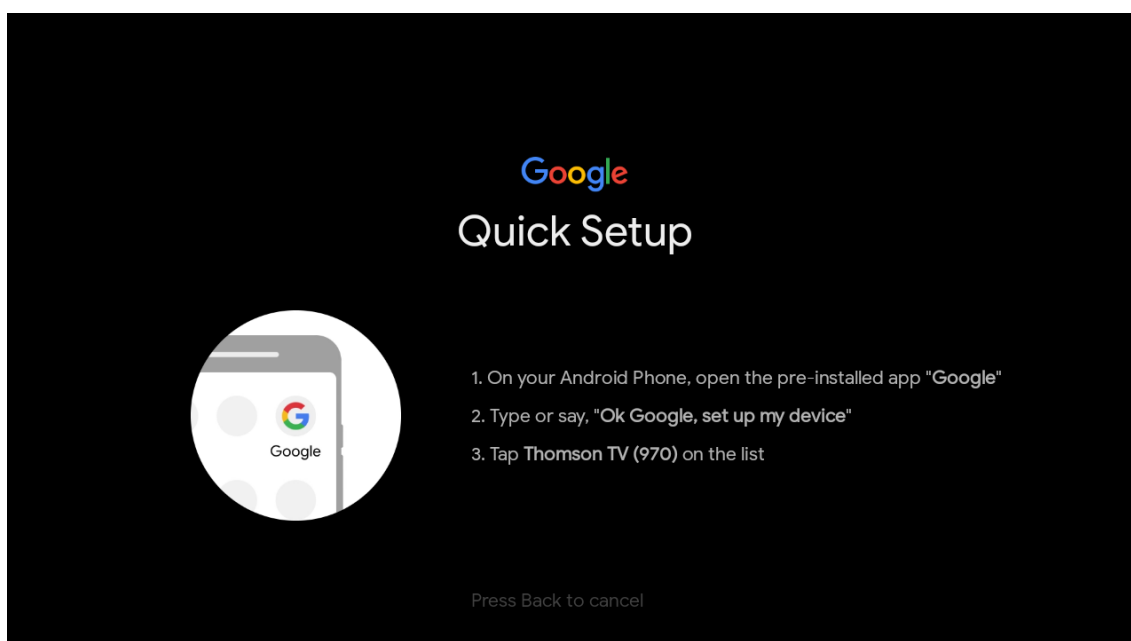 Google
Quick Setup
1. On your Android Phone, open the pre-installed app "Google"
2. Type or say, "Ok Google, set up my device"
3. Tap Thomson TV (970) on the list
G
Google
Press Back to cancel